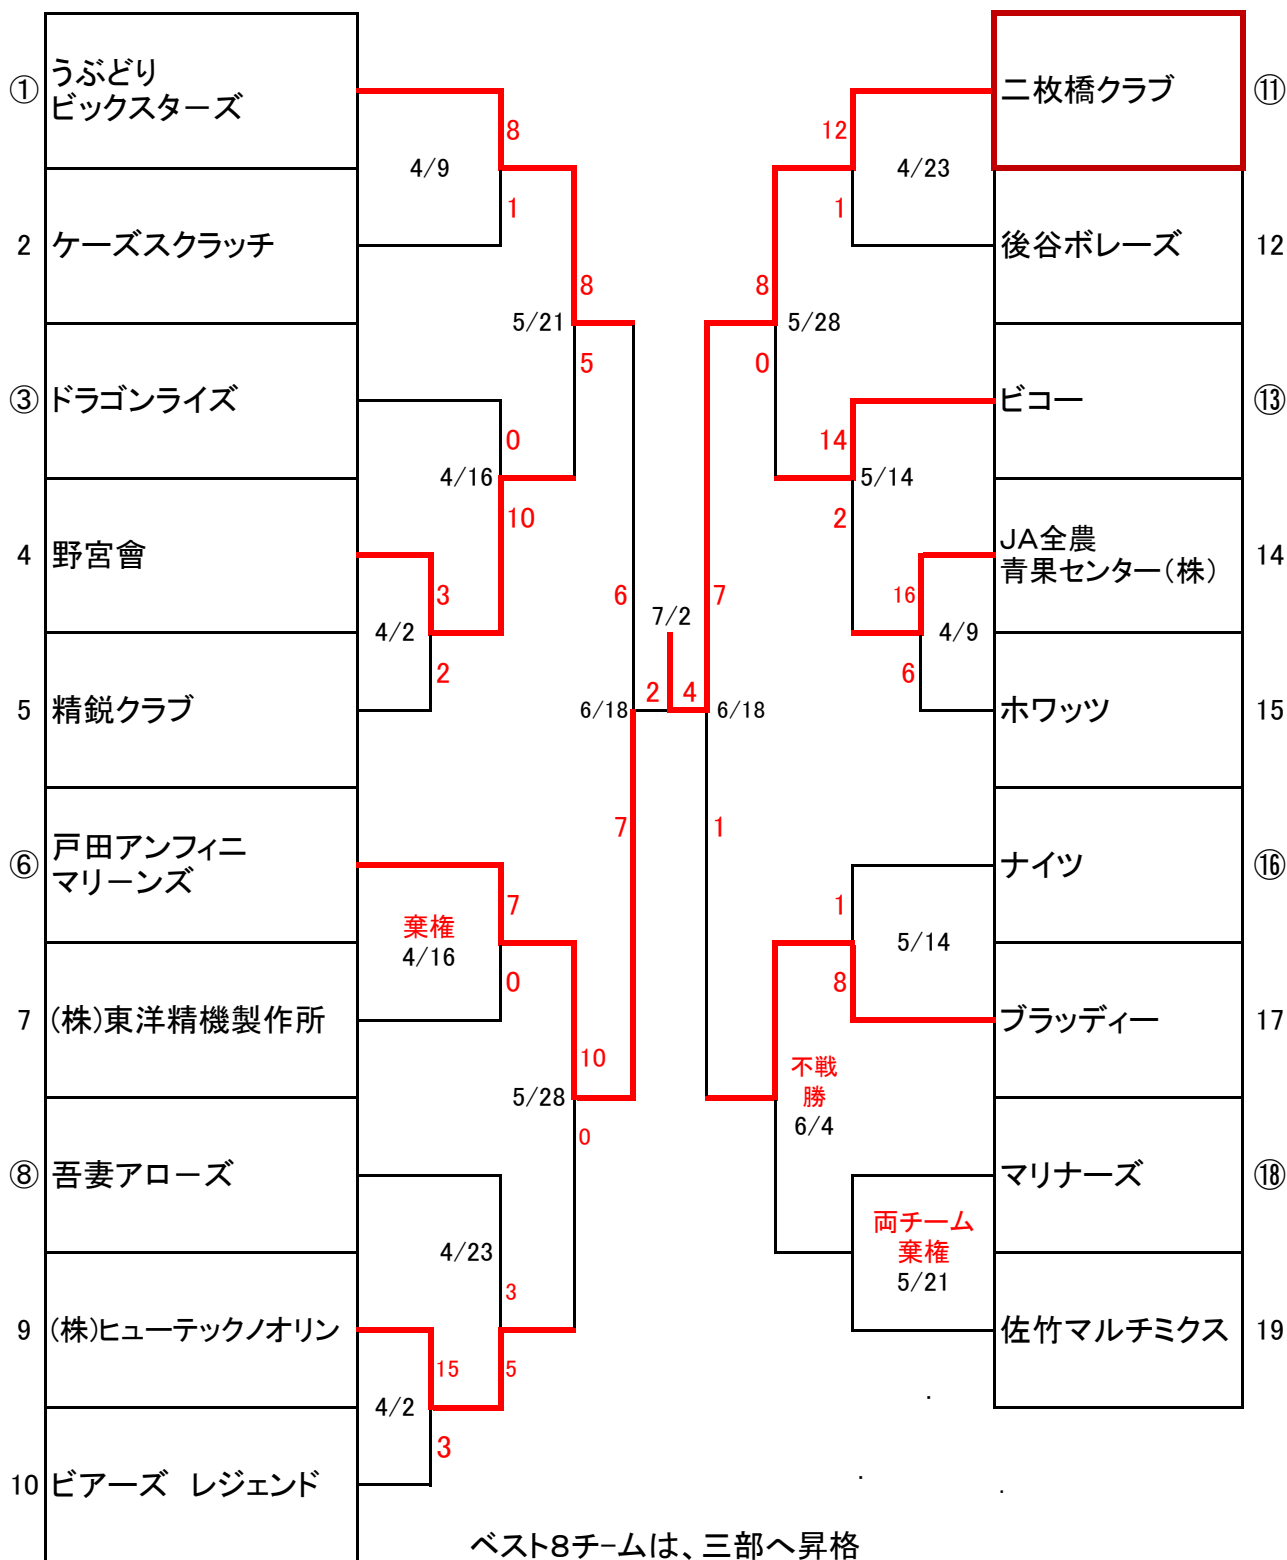 ① うぶどり
ビックスターズ
2 ケーズスクラッチ
③ ドラゴンライズ
4 野宮會
5 精鋭クラブ
⑥ 戸田アンフィニ
マリーンズ
7 (株)東洋精機製作所
⑧ 吾妻アローズ
9 (株)ヒューテックノオリン
10 ビアーズ レジェンド
8
4/9
1
8
5/21
5
0
4/16
10
3
4/2
2
6
6/18
7
7
棄権
4/16
0
10
5/28
0
4/23
3
15
5
4/2
3
7/2
2 4
12
4/23
1
8
5/28
0
14
5/14
2
16
4/9
6
7
6/18
1
1
5/14
8
不戦
勝
6/4
両チーム
棄権
5/21
二枚橋クラブ ⑪
後谷ボレーズ 12
ビコー ⑬
JA全農
青果センター(株) 14
ホワッツ 15
ナイツ ⑯
ブラッディー 17
マリナーズ ⑱
佐竹マルチミクス 19
ベスト8チームは、三部へ昇格